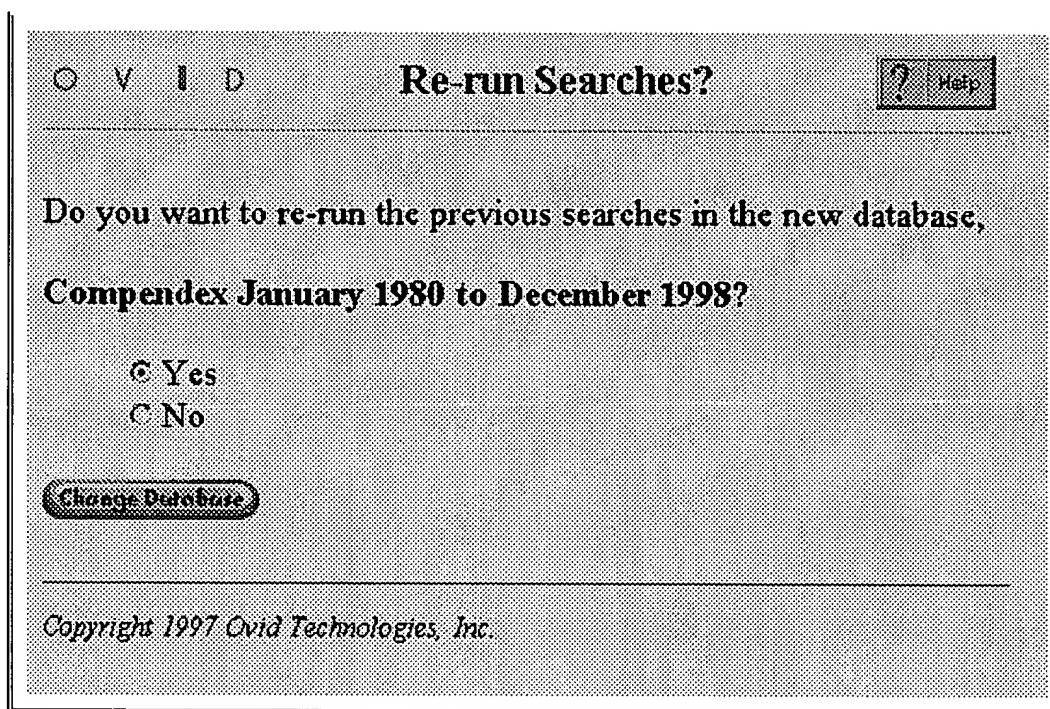 O V I D Re-run Searches? ? Help
Do you want to re-run the previous searches in the new database,
Compendex January 1980 to December 1998?
Yes
No
Change Database
Copyright 1997 Ovid Technologies, Inc.